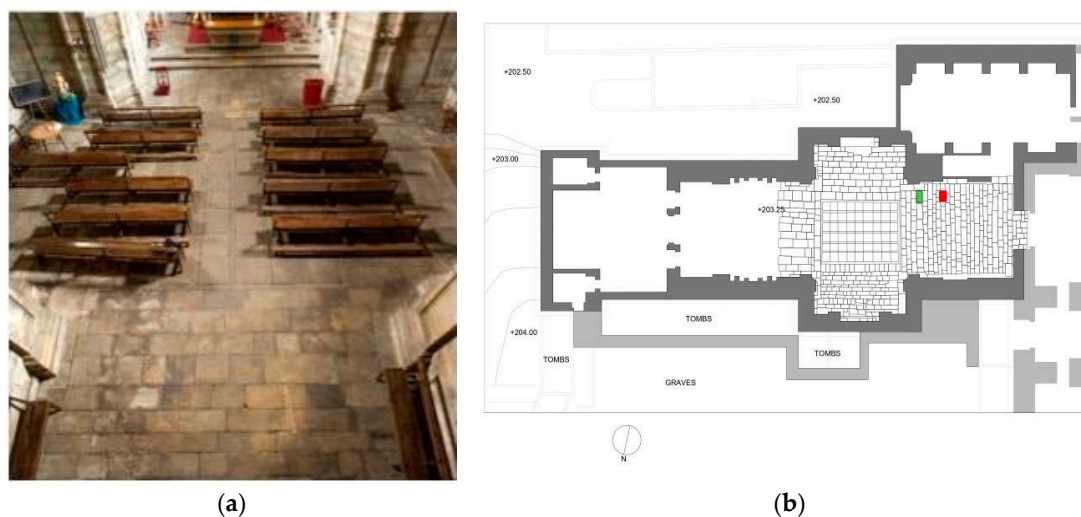 +202.50
+202.50
+203.00
+203.25
+204.00
TOMBS
TOMBS
TOMBS
GRAVES
N
(a)
(b)